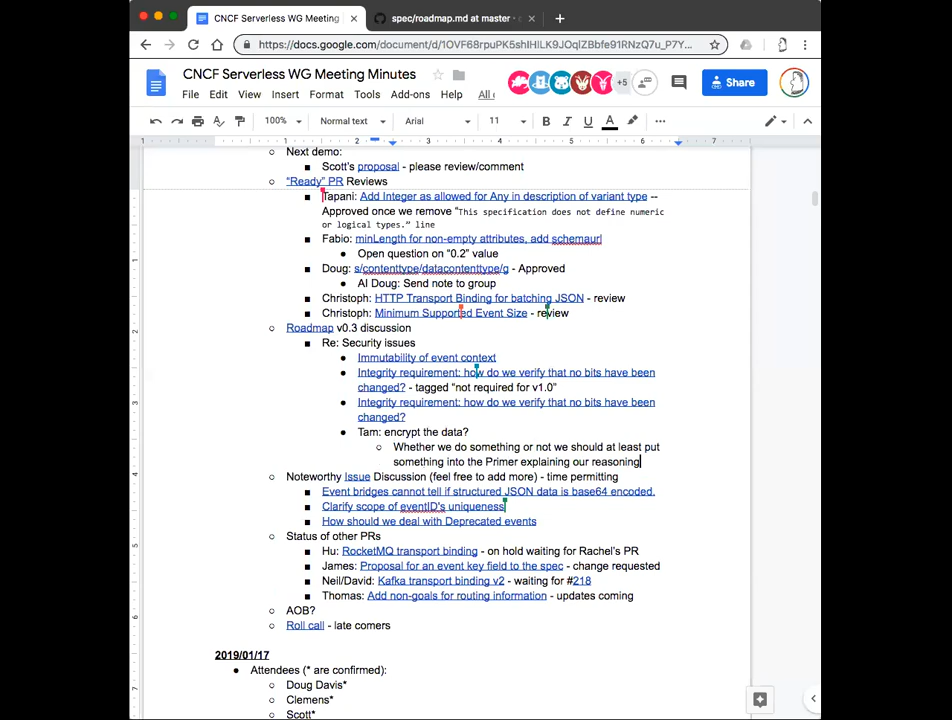 CNCF Serverless WG Meeting
spec/roadmap.md at master ·
https://docs.google.com/document/d/1OVF68rpuPK5shIHILK9JOqlZBbfe91RNzQ7u_P7Y...
CNCF Serverless WG Meeting Minutes
+5
Share
File Edit View Insert Format Tools Add-ons Help
100% Normal text Arial 11 B I U A
1 1 2 3 4 5 6 7
Next demo:
Scott's proposal - please review/comment
"Ready" PR Reviews
Tapani: Add Integer as allowed for Any in description of variant type --
Approved once we remove "This specification does not define numeric
or logical types." line
Fabio: minLength for non-empty attributes, add schemaurl
Open question on "0.2" value
Doug: s/contenttype/datacontenttype/g - Approved
AI Doug: Send note to group
Christoph: HTTP Transport Binding for batching JSON - review
Christoph: Minimum Supported Event Size - review
Roadmap v0.3 discussion
Re: Security issues
Immutability of event context
Integrity requirement: how do we verify that no bits have been
changed? - tagged "not required for v1.0"
Integrity requirement: how do we verify that no bits have been
changed?
Tam: encrypt the data?
Whether we do something or not we should at least put
something into the Primer explaining our reasoning
Noteworthy Issue Discussion (feel free to add more) - time permitting
Event bridges cannot tell if structured JSON data is base64 encoded.
Clarify scope of eventID's uniqueness
How should we deal with Deprecated events
Status of other PRs
Hu: RocketMQ transport binding - on hold waiting for Rachel's PR
James: Proposal for an event key field to the spec - change requested
Neil/David: Kafka transport binding v2 - waiting for #218
Thomas: Add non-goals for routing information - updates coming
AOB?
Roll call - late comers
2019/01/17
Attendees (* are confirmed):
Doug Davis*
Clemens*
Scott*